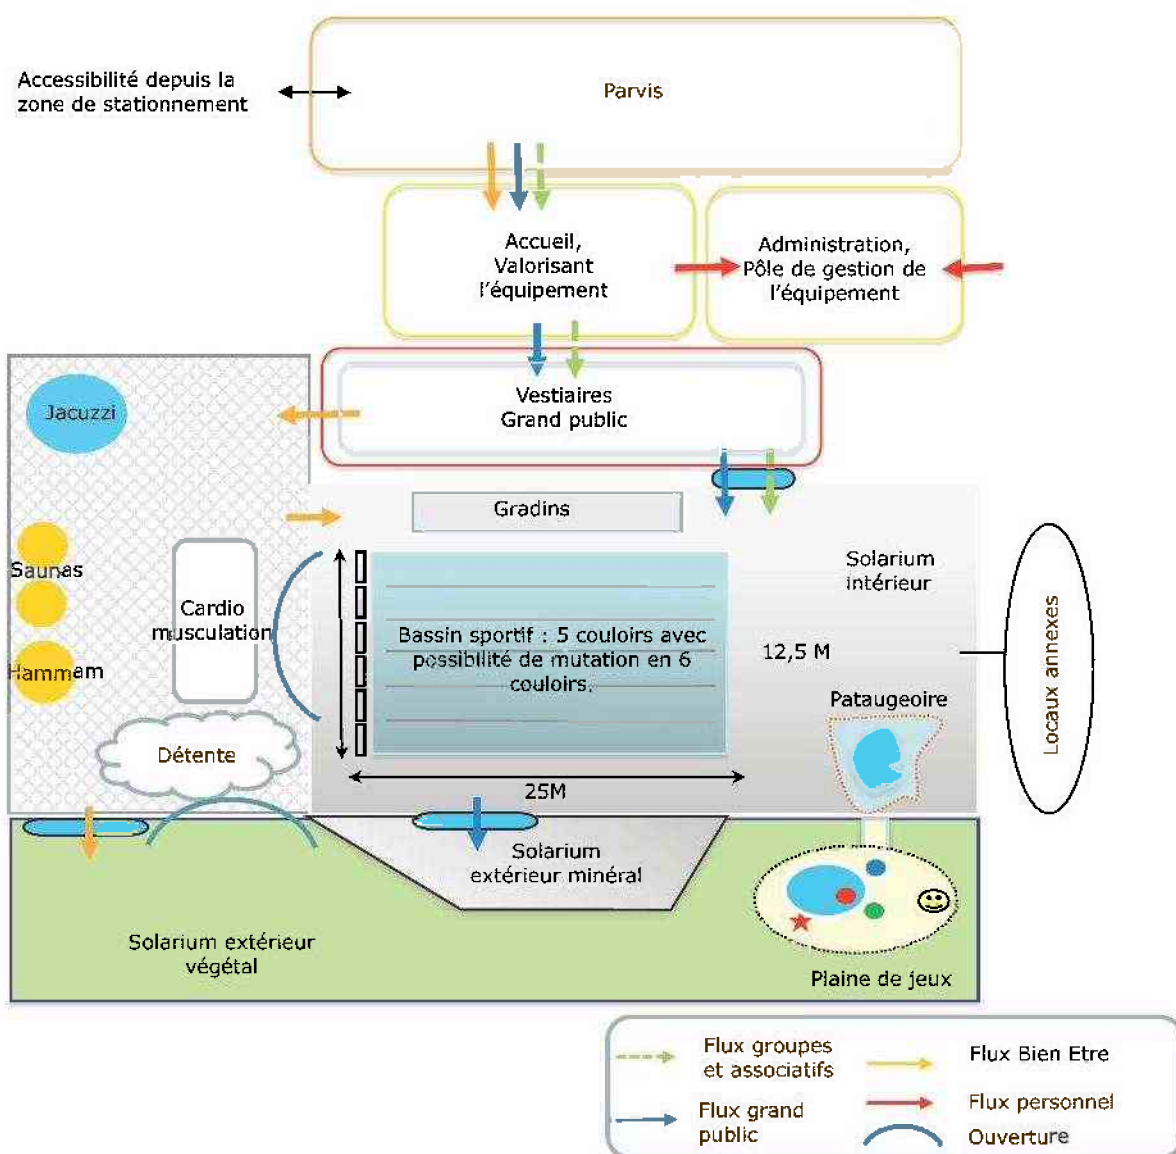 Accessibilité depuis la
zone de stationnement
Parvis
Accueil,
Valorisant
l'équipement
Administration,
Pôle de gestion de
l'équipement
Vestiaires
Grand public
Jacuzzi
Gradins
Solarium
intérieur
Saunas
Cardio
musculation
Bassin sportif : 5 couloirs avec
possibilité de mutation en 6
couloirs.
12,5 M
Hammam
Pataugeoire
Locaux annexes
Détente
25M
Solarium
extérieur minéral
Solarium extérieur
végétal
Plaine de jeux
Flux groupes
et associatifs
Flux Bien Etre
Flux grand
public
Flux personnel
Ouverture